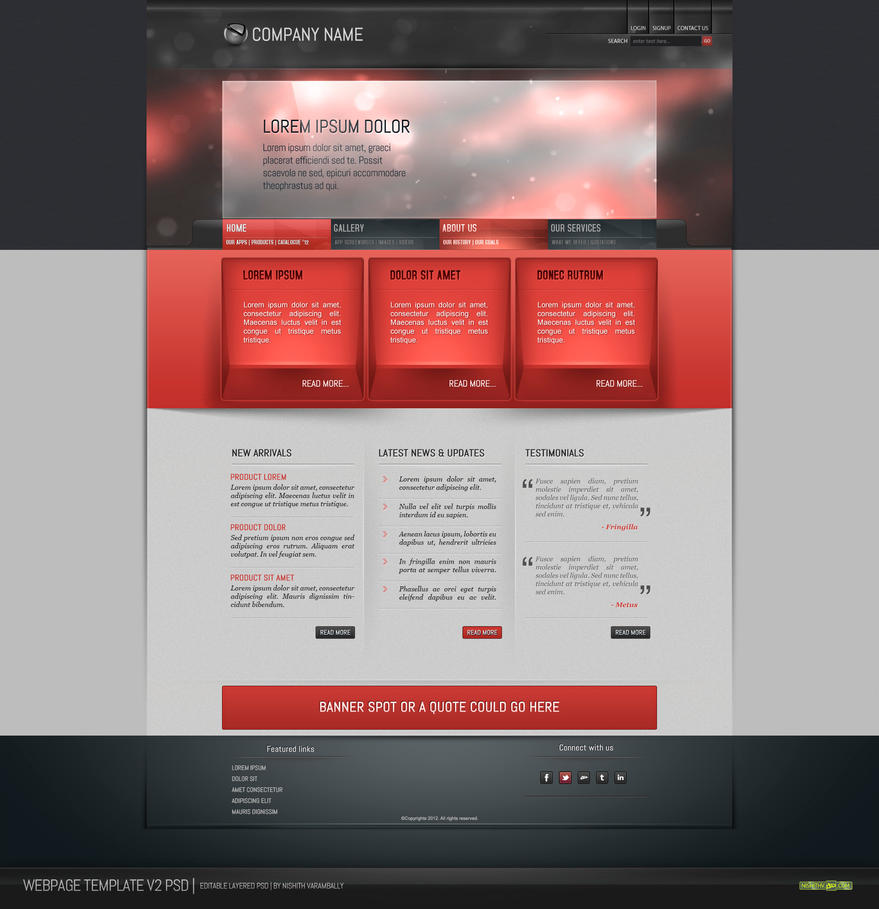 COMPANY NAME
LOGIN
SIGNUP
CONTACT US
SEARCH
enter text here...
GO
LOREM IPSUM DOLOR
Lorem ipsum dolor sit amet, graeci
placerat efficiendi sed te. Possit
scaevola ne sed, epicuri accommodare
theophrastus ad qui.
HOME
OUR APPS | PRODUCTS | CATALOGUE '12
GALLERY
APP SCREENSHOTS | IMAGES | VIDEOS
ABOUT US
OUR HISTORY | OUR GOALS
OUR SERVICES
WHAT WE OFFER | QUOTATIONS
LOREM IPSUM
Lorem ipsum dolor sit amet,
consectetur adipiscing elit.
Maecenas luctus velit in est
congue ut tristique metus
tristique.
READ MORE...
DOLOR SIT AMET
Lorem ipsum dolor sit amet,
consectetur adipiscing elit.
Maecenas luctus velit in est
congue ut tristique metus
tristique.
READ MORE...
DONEC RUTRUM
Lorem ipsum dolor sit amet,
consectetur adipiscing elit.
Maecenas luctus velit in est
congue ut tristique metus
tristique.
READ MORE...
NEW ARRIVALS
PRODUCT LOREM
Lorem ipsum dolor sit amet, consectetur
adipiscing elit. Maecenas luctus velit in
est congue ut tristique metus tristique.
PRODUCT DOLOR
Sed pretium ipsum non eros congue sed
adipiscing eros rutrum. Aliquam erat
volutpat. In vel feugiat sem.
PRODUCT SIT AMET
Lorem ipsum dolor sit amet, consectetur
adipiscing elit. Mauris dignissim tin-
cidunt bibendum.
READ MORE
LATEST NEWS & UPDATES
Lorem ipsum dolor sit amet,
consectetur adipiscing elit.
Nulla vel elit vel turpis mollis
interdum id eu sapien.
Aenean lacus ipsum, lobortis eu
dapibus ut, hendrerit ultricies
In fringilla enim non mauris
porta at semper tellus viverra.
Phasellus ac orci eget turpis
eleifend dapibus eu ac velit.
READ MORE
TESTIMONIALS
“ Fusce sapien diam, pretium
molestie imperdiet sit amet,
sodales vel ligula. Sed nunc tellus,
tincidunt at tristique et, vehicula
sed enim. ”
- Fringilla
“ Fusce sapien diam, pretium
molestie imperdiet sit amet,
sodales vel ligula. Sed nunc tellus,
tincidunt at tristique et, vehicula
sed enim. ”
- Metus
READ MORE
BANNER SPOT OR A QUOTE COULD GO HERE
Featured links
LOREM IPSUM
DOLOR SIT
AMET CONSECTETUR
ADIPISCING ELIT
MAURIS DIGNISSIM
Connect with us
©Copyrights 2012. All rights reserved.
WEBPAGE TEMPLATE V2 PSD | EDITABLE LAYERED PSD | BY NISHITH VARAMBALLY